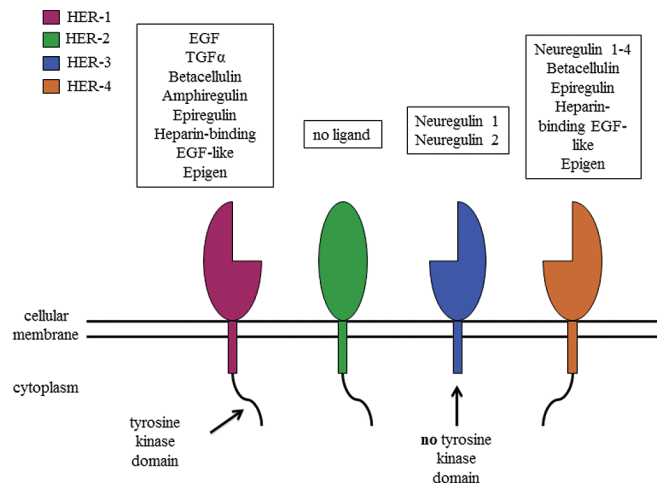 HER-1
HER-2
HER-3
HER-4
EGF
TGFα
Betacellulin
Amphiregulin
Epiregulin
Heparin-binding
EGF-like
Epigen
no ligand
Neuregulin 1
Neuregulin 2
Neuregulin 1-4
Betacellulin
Epiregulin
Heparin-
binding EGF-
like
Epigen
cellular
membrane
cytoplasm
tyrosine
kinase
domain
no tyrosine
kinase
domain